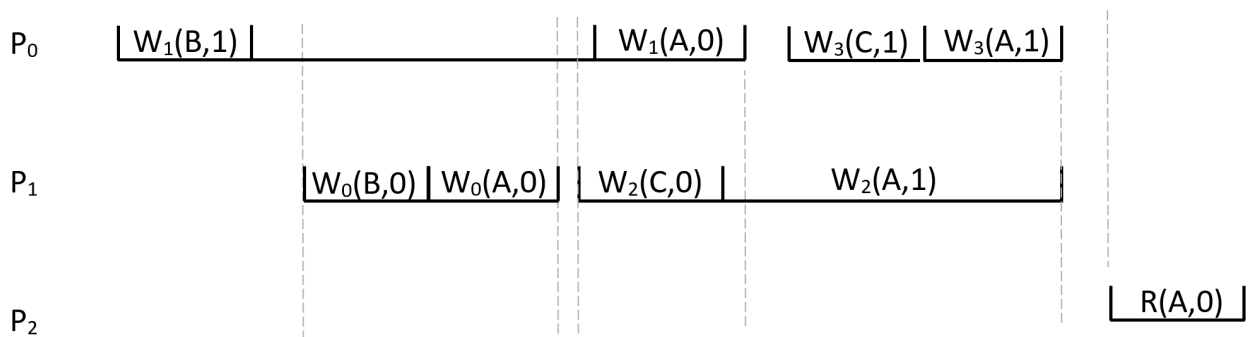 P₀ W₁(B,1) W₁(A,0) W₃(C,1) W₃(A,1)
P₁ W₀(B,0) W₀(A,0) W₂(C,0) W₂(A,1)
P₂ R(A,0)